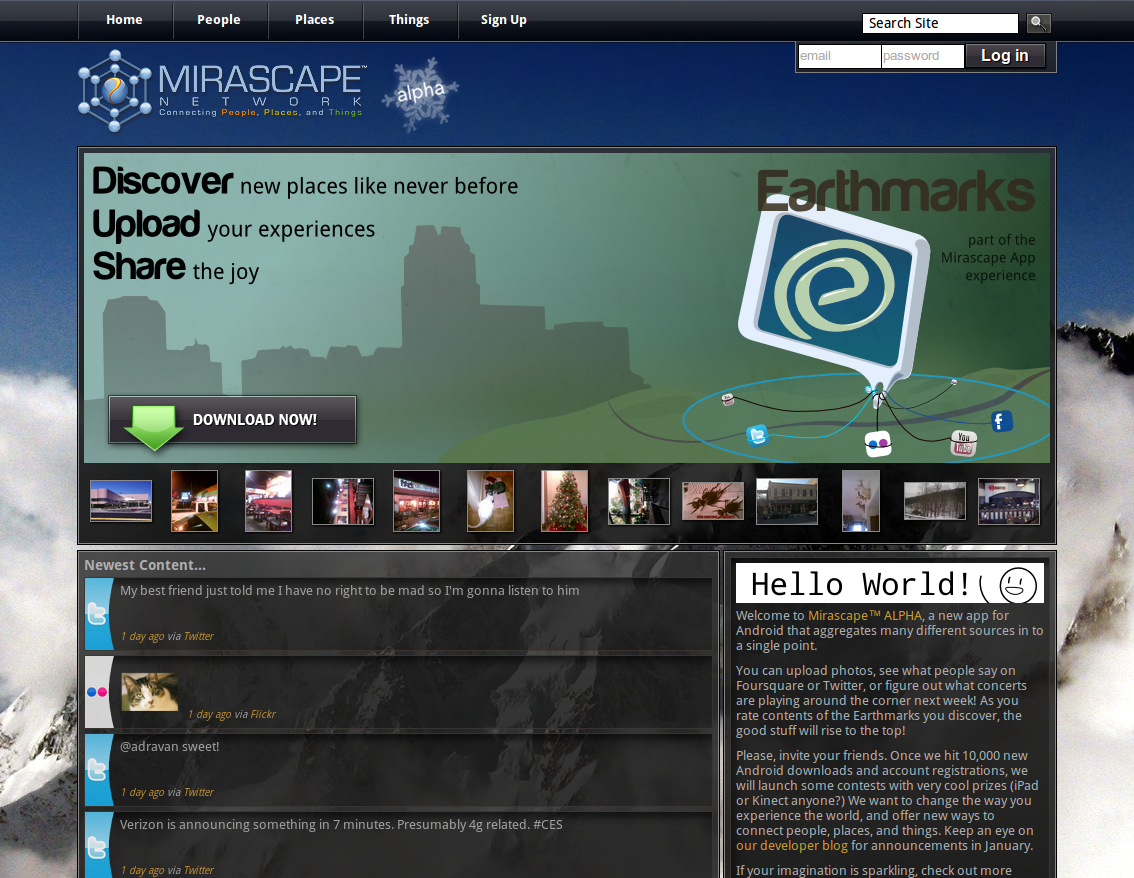 Home People Places Things Sign Up
Search Site
email password Log in
MIRASCAPE™
NETWORK
Connecting People, Places, and Things
alpha
Discover new places like never before
Upload your experiences
Share the joy
Earthmarks
part of the
Mirascape App
experience
You
Tube
DOWNLOAD NOW!
Newest Content...
My best friend just told me I have no right to be mad so I'm gonna listen to him
1 day ago via Twitter
1 day ago via Flickr
@adravan sweet!
1 day ago via Twitter
Verizon is announcing something in 7 minutes. Presumably 4g related. #CES
1 day ago via Twitter
Hello World!
Welcome to Mirascape™ ALPHA, a new app for
Android that aggregates many different sources in to
a single point.
You can upload photos, see what people say on
Foursquare or Twitter, or figure out what concerts
are playing around the corner next week! As you
rate contents of the Earthmarks you discover, the
good stuff will rise to the top!
Please, invite your friends. Once we hit 10,000 new
Android downloads and account registrations, we
will launch some contests with very cool prizes (iPad
or Kinect anyone?) We want to change the way you
experience the world, and offer new ways to
connect people, places, and things. Keep an eye on
our developer blog for announcements in January.
If your imagination is sparkling, check out more